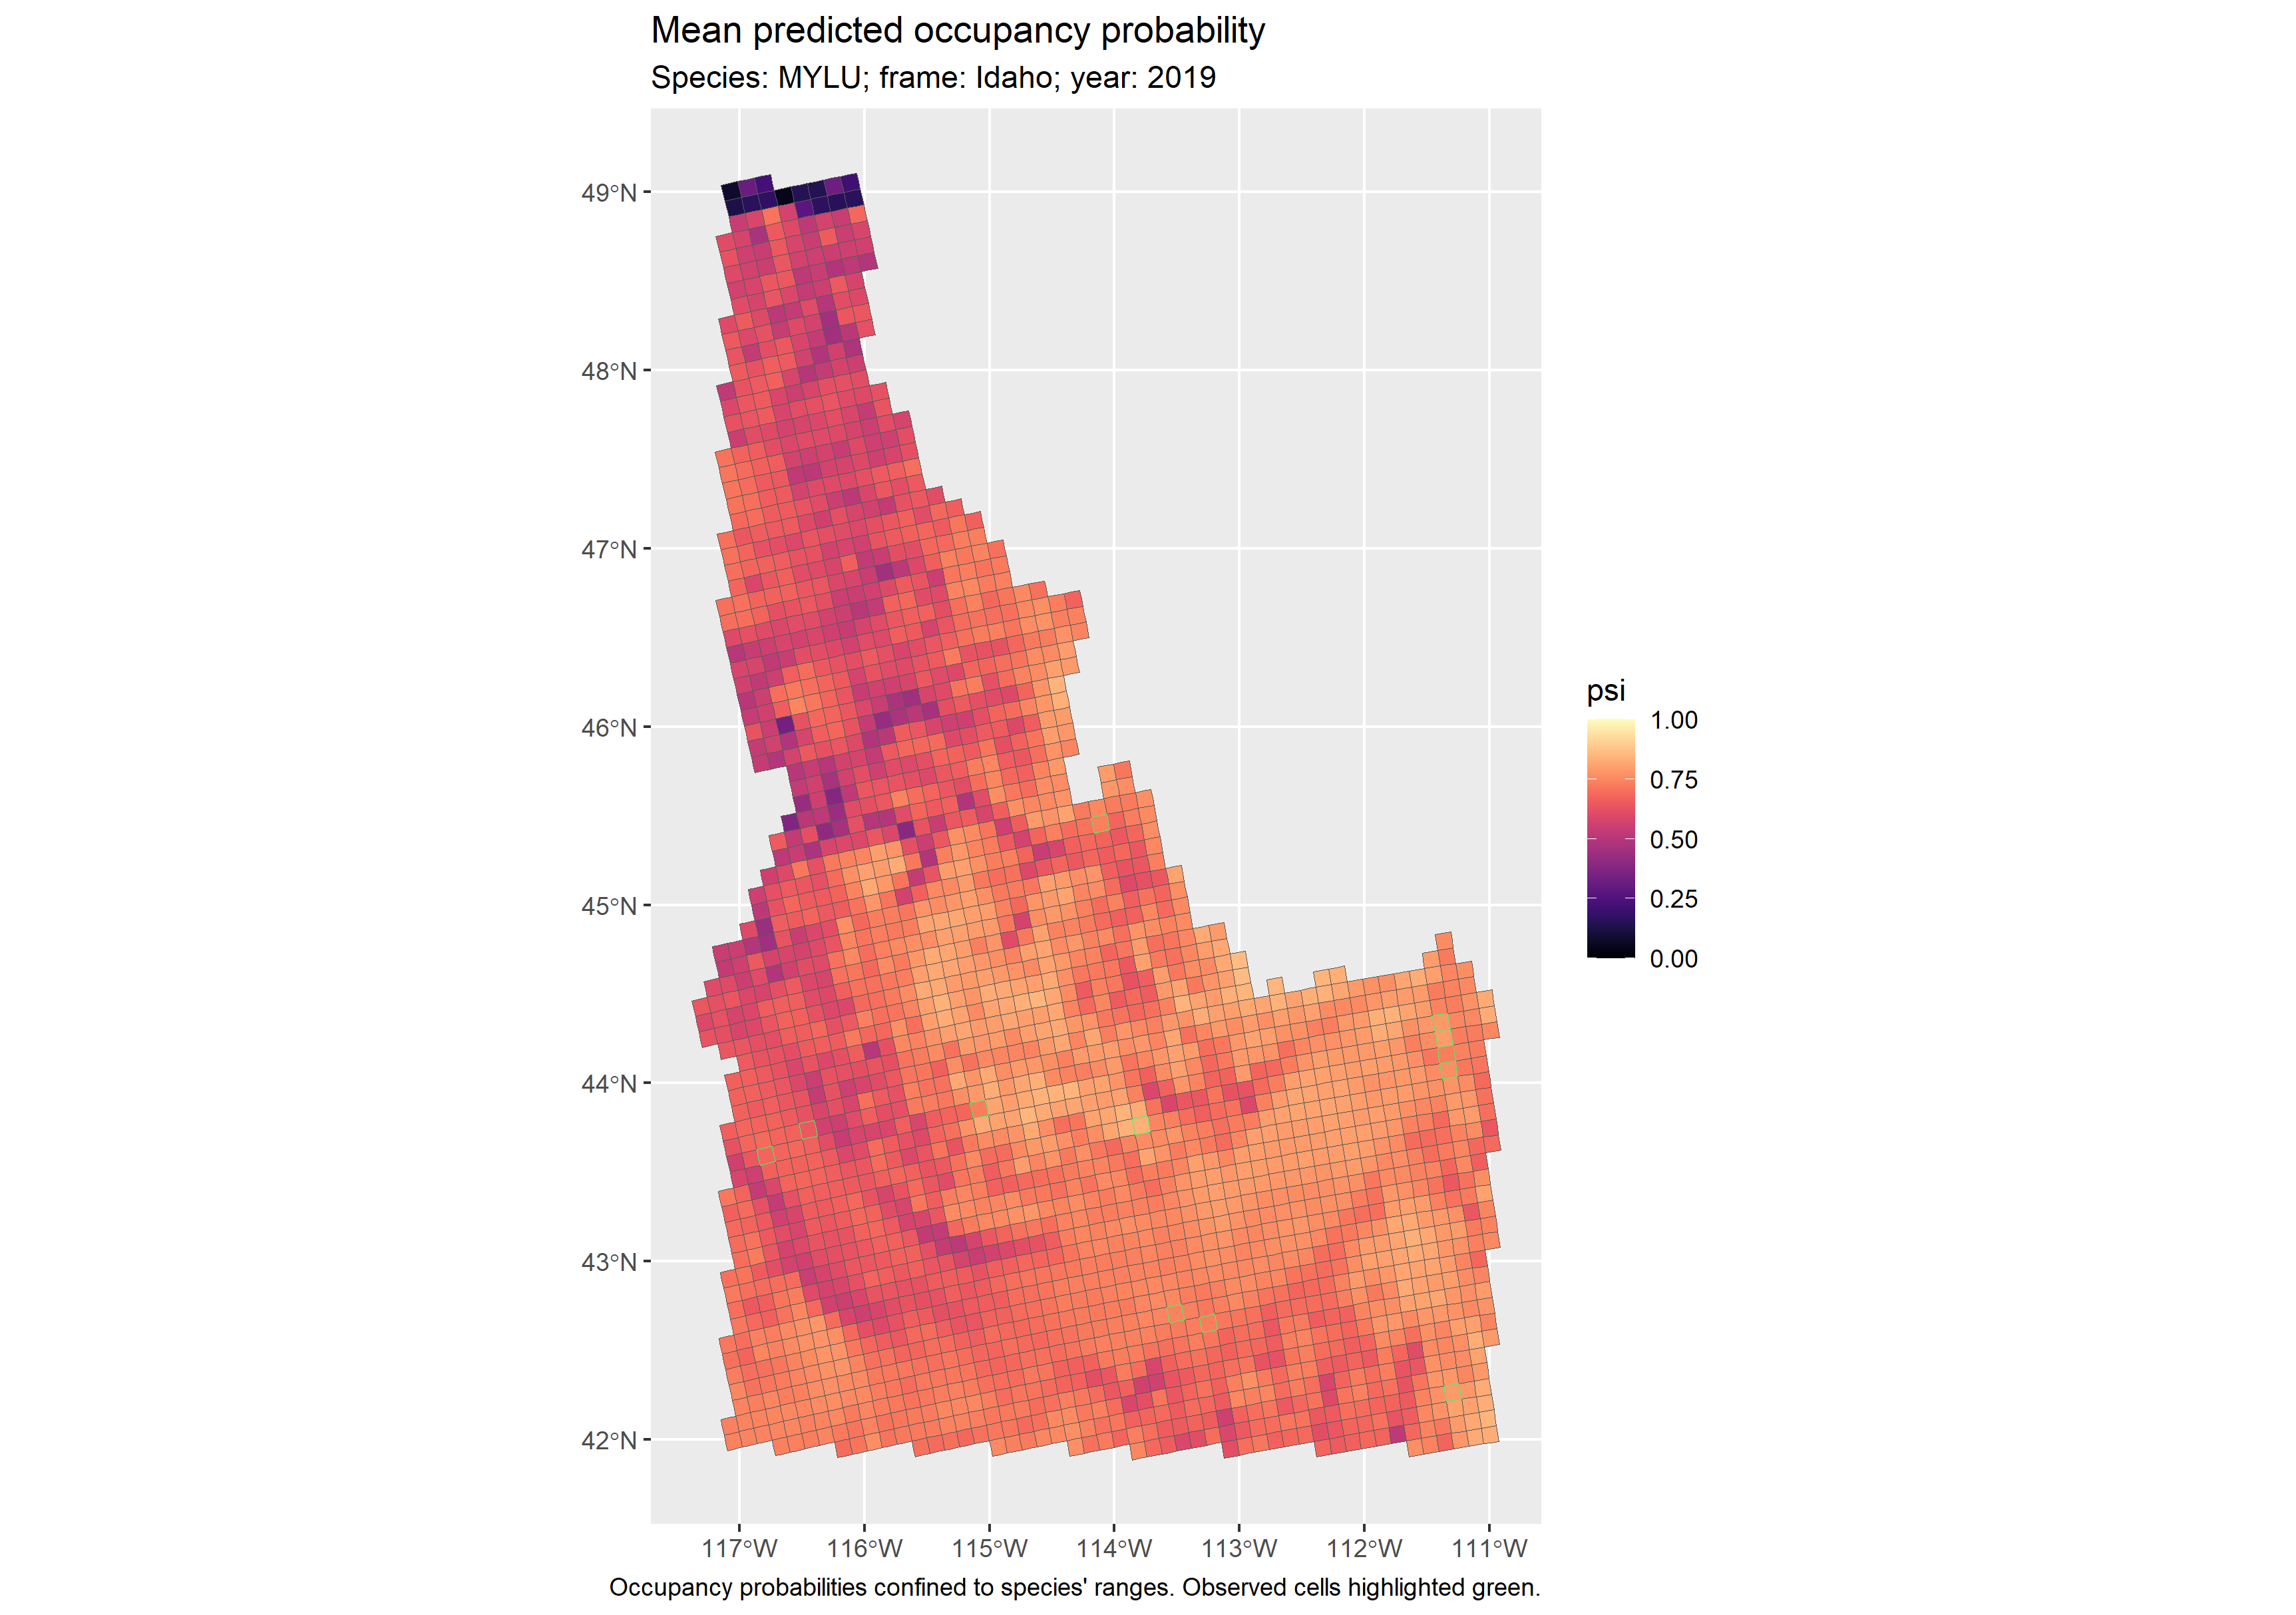 Mean predicted occupancy probability
Species: MYLU; frame: Idaho; year: 2019
49°N
48°N
47°N
46°N
45°N
44°N
43°N
42°N
117°W 116°W 115°W 114°W 113°W 112°W 111°W
psi
1.00
0.75
0.50
0.25
0.00
Occupancy probabilities confined to species' ranges. Observed cells highlighted green.